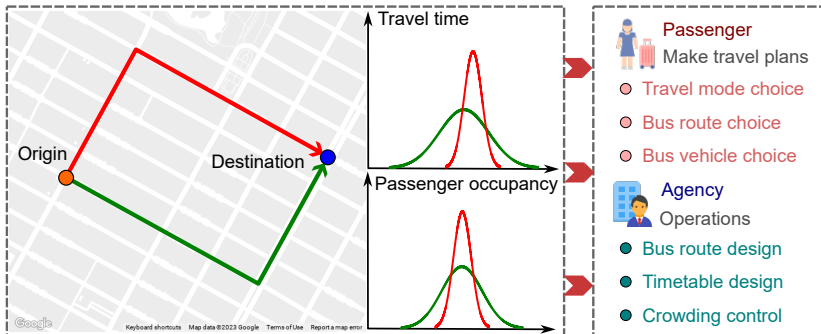 Travel time
Origin
Destination
Passenger occupancy
Google
Keyboard shortcuts Map data ©2023 Google Terms of Use Report a map error
Passenger
Make travel plans
Travel mode choice
Bus route choice
Bus vehicle choice
Agency
Operations
Bus route design
Timetable design
Crowding control